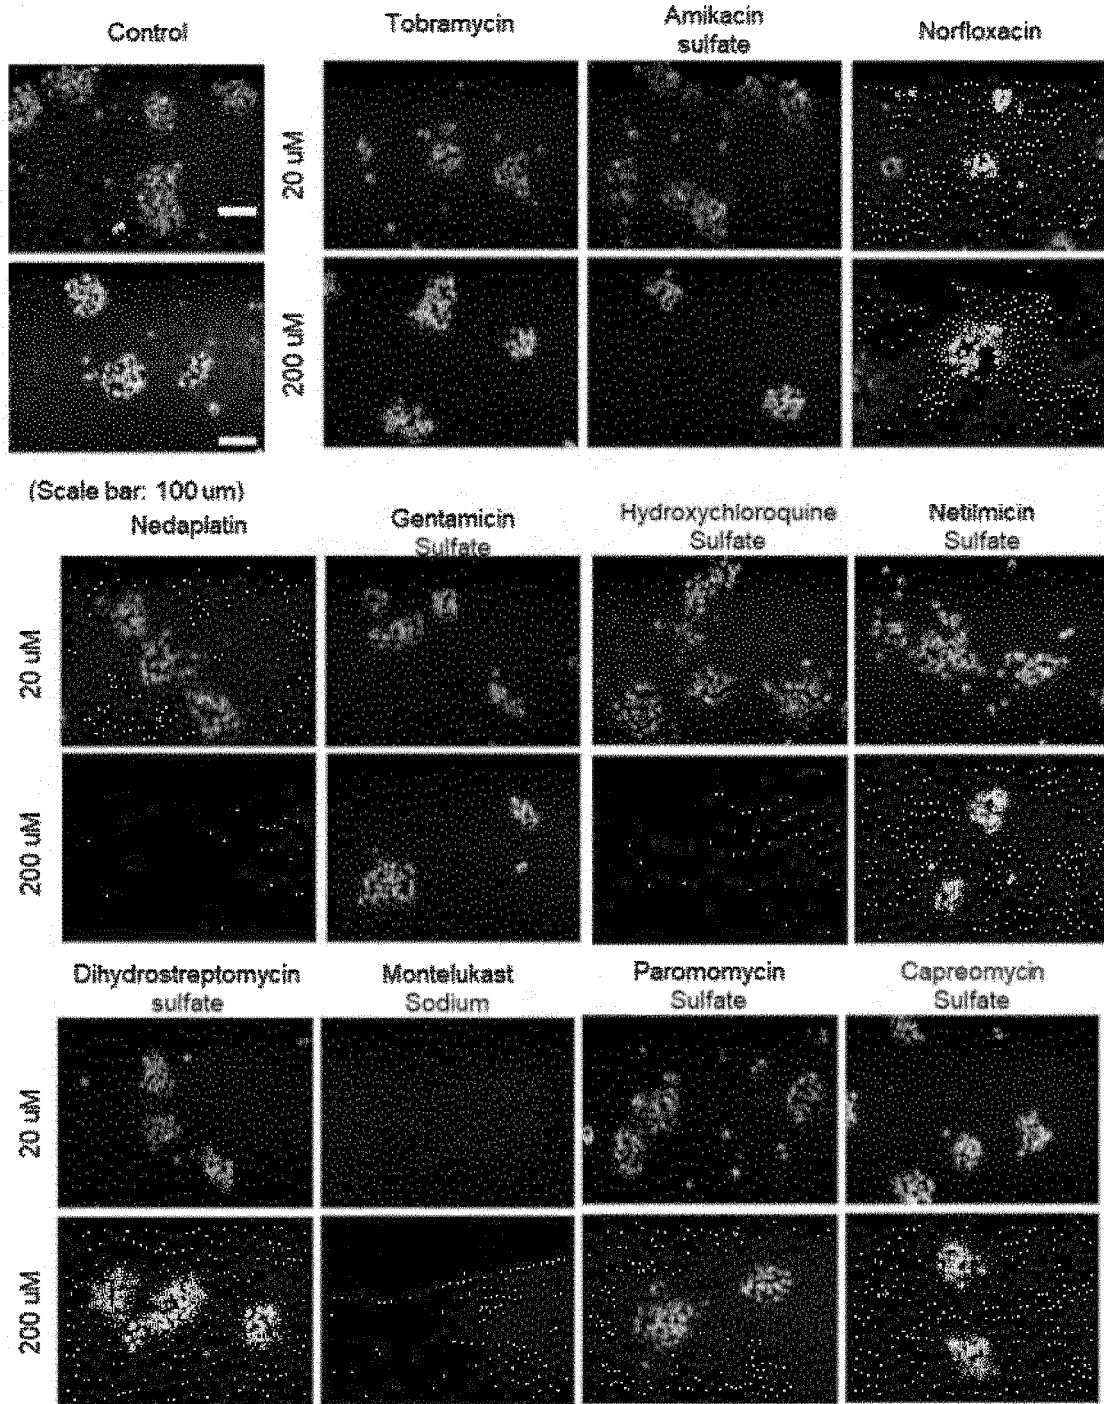 Control
Tobramycin
Amikacin
sulfate
Norfloxacin
20 uM
200 uM
(Scale bar: 100 um)
Nedaplatin
Gentamicin
Sulfate
Hydroxychloroquine
Sulfate
Netilmicin
Sulfate
20 uM
200 uM
Dihydrostreptomycin
sulfate
Montelukast
Sodium
Paromomycin
Sulfate
Capreomycin
Sulfate
20 uM
200 uM